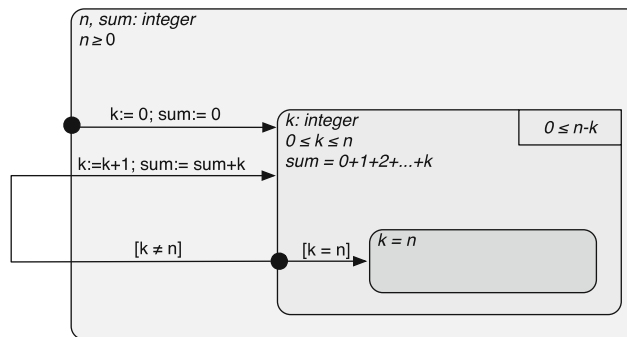 n, sum: integer
n ≥ 0
k:= 0; sum:= 0
k: integer
0 ≤ k ≤ n
sum = 0+1+2+...+k
0 ≤ n-k
k:=k+1; sum:= sum+k
[k ≠ n]
[k = n]
k = n